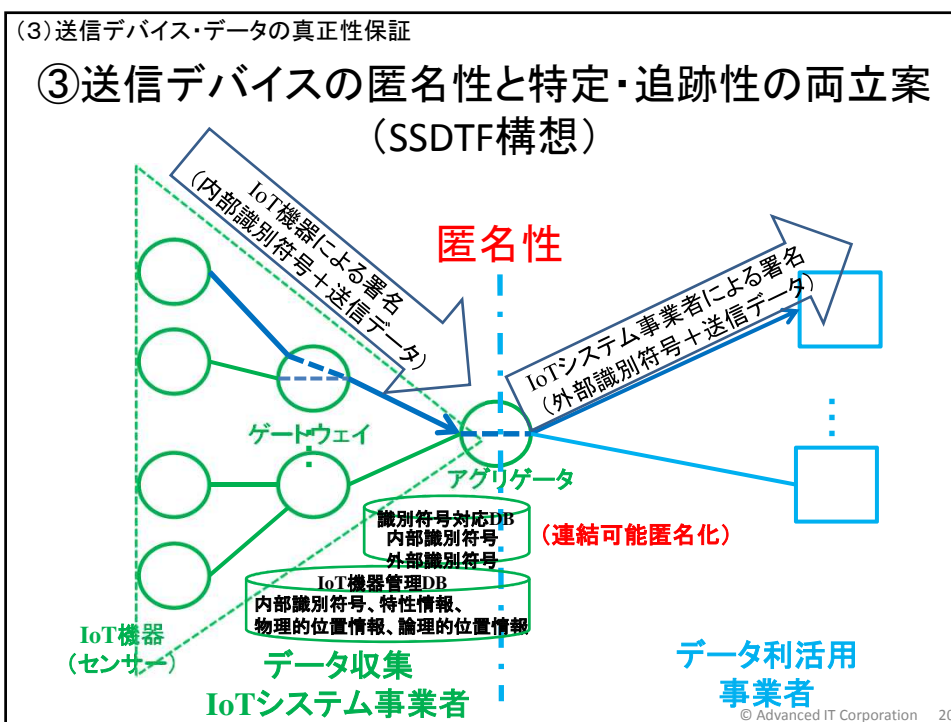 (3)送信デバイス・データの真正性保証
③送信デバイスの匿名性と特定・追跡性の両立案
(SSDTF構想)
IoT機器による署名
(内部識別符号+送信データ)
匿名性
IoTシステム事業者による署名
(外部識別符号+送信データ)
ゲートウェイ
アグリゲータ
識別符号対応DB
内部識別符号
外部識別符号
(連結可能匿名化)
IoT機器管理DB
内部識別符号、特性情報、
物理的位置情報、論理的位置情報
IoT機器
(センサー)
データ収集
IoTシステム事業者
データ利活用
事業者
© Advanced IT Corporation 20